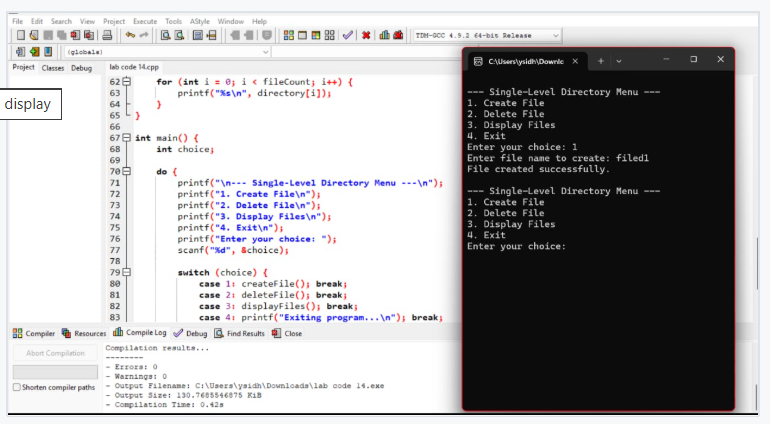 File Edit Search View Project Execute Tools AStyle Window Help
TDM-GCC 4.9.2 64-bit Release
(globals)
Project Classes Debug
lab code 14.cpp
display
62 for (int i = 0; i < fileCount; i++) {
63 printf("%s\n", directory[i]);
64 }
65 }
66
67 int main() {
68 int choice;
69
70 do {
71 printf("\n--- Single-Level Directory Menu ---\n");
72 printf("1. Create File\n");
73 printf("2. Delete File\n");
74 printf("3. Display Files\n");
75 printf("4. Exit\n");
76 printf("Enter your choice: ");
77 scanf("%d", &choice);
78
79 switch (choice) {
80 case 1: createFile(); break;
81 case 2: deleteFile(); break;
82 case 3: displayFiles(); break;
83 case 4: printf("Exiting program...\n"); break;
C:\Users\ysidh\Downlc
--- Single-Level Directory Menu ---
1. Create File
2. Delete File
3. Display Files
4. Exit
Enter your choice: 1
Enter file name to create: filed1
File created successfully.
--- Single-Level Directory Menu ---
1. Create File
2. Delete File
3. Display Files
4. Exit
Enter your choice:
Compiler Resources Compile Log Debug Find Results Close
Abort Compilation
Shorten compiler paths
Compilation results...
--------
- Errors: 0
- Warnings: 0
- Output Filename: C:\Users\ysidh\Downloads\lab code 14.exe
- Output Size: 130.7685546875 KiB
- Compilation Time: 0.42s